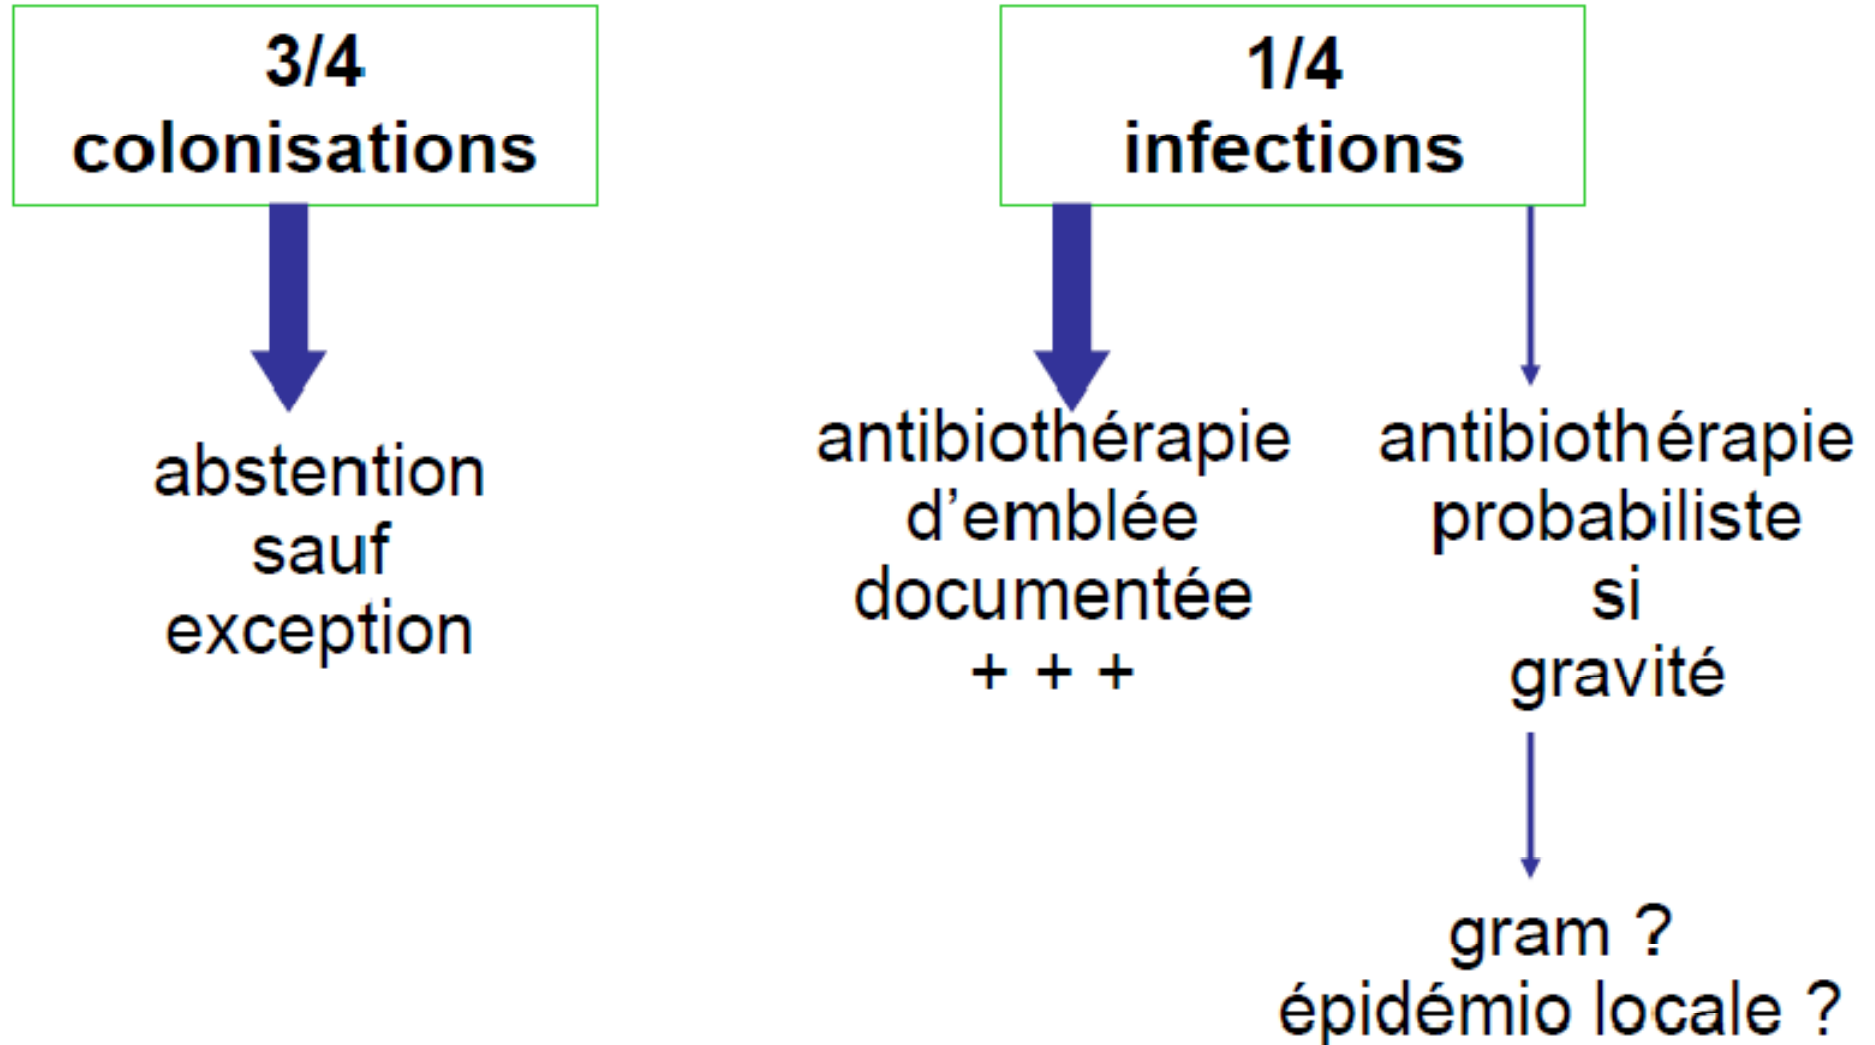 3/4
colonisations
1/4
infections
abstention
sauf
exception
antibiothérapie
d'emblée
documentée
+ + +
antibiothérapie
probabiliste
si
gravité
gram ?
épidémio locale ?